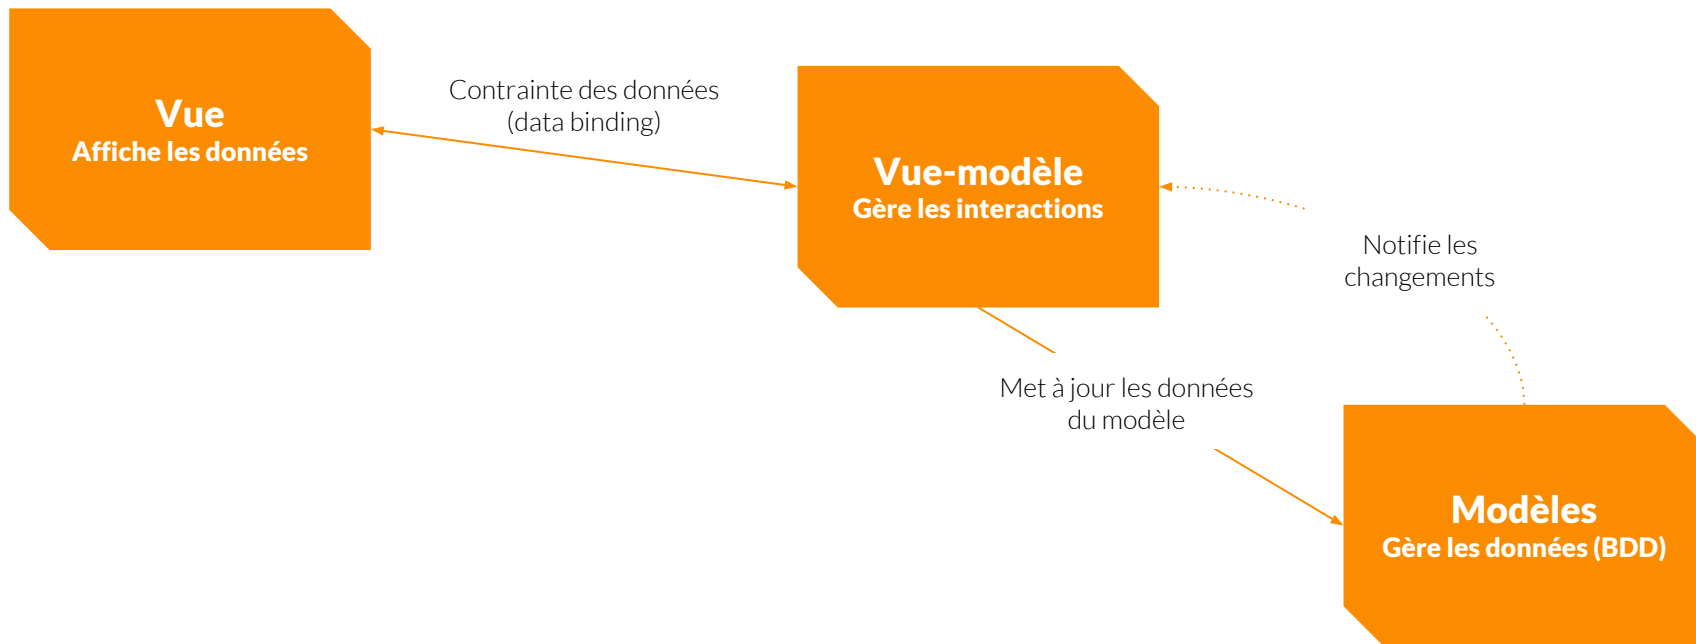 Vue
Affiche les données
Contrainte des données
(data binding)
Vue-modèle
Gère les interactions
Notifie les
changements
Met à jour les données
du modèle
Modèles
Gère les données (BDD)